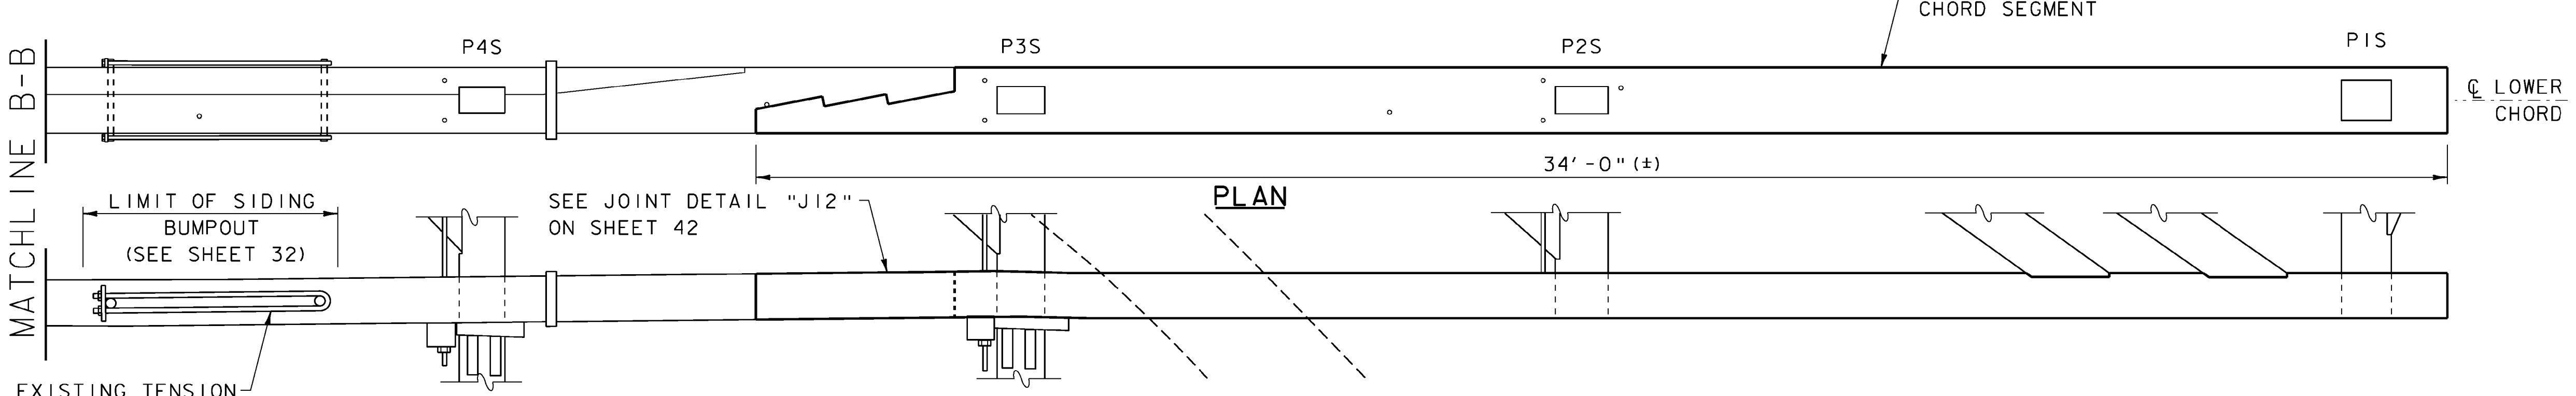 CHORD SEGMENT
P4S
P3S
P2S
P1S
MATCHLINE B-B
℄ LOWER
CHORD
34'-0"(±)
PLAN
LIMIT OF SIDING
BUMPOUT
(SEE SHEET 32)
SEE JOINT DETAIL "J12"
ON SHEET 42
EXISTING TENSION